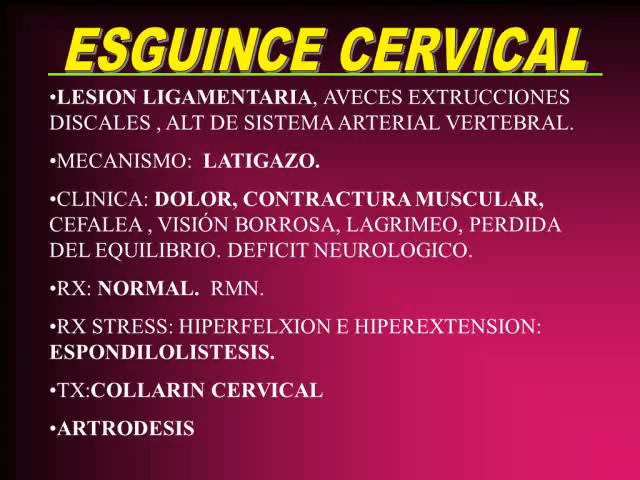 ESGUINCE CERVICAL
•LESION LIGAMENTARIA, AVECES EXTRUCCIONES
DISCALES , ALT DE SISTEMA ARTERIAL VERTEBRAL.
•MECANISMO: LATIGAZO.
•CLINICA: DOLOR, CONTRACTURA MUSCULAR,
CEFALEA , VISIÓN BORROSA, LAGRIMEO, PERDIDA
DEL EQUILIBRIO. DEFICIT NEUROLOGICO.
•RX: NORMAL. RMN.
•RX STRESS: HIPERFELXION E HIPEREXTENSION:
ESPONDILOLISTESIS.
•TX:COLLARIN CERVICAL
•ARTRODESIS